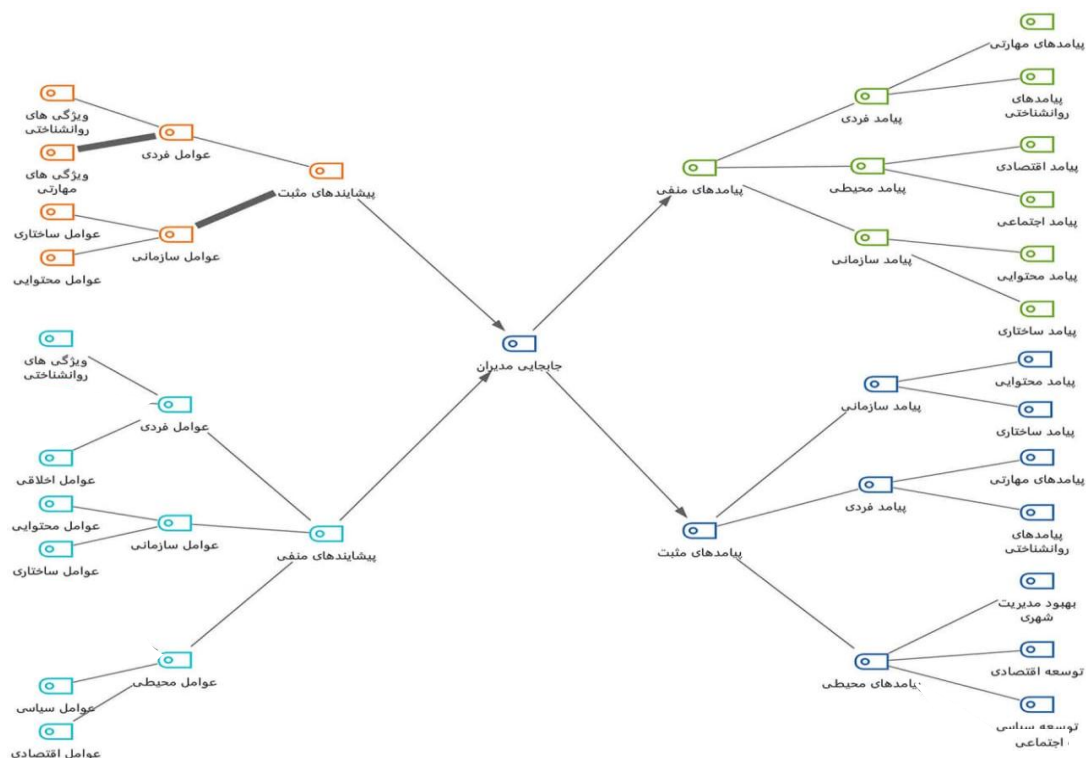 پیامدهای مهارتی
پیامدهای
روانشناختی
پیامد فردی
پیامد اقتصادی
پیامد محیطی
پیامدهای منفی
پیامد اجتماعی
پیامد سازمانی
پیامد محتوایی
پیامد ساختاری
ویژگی های
روانشناختی
عوامل فردی
ویژگی های
مهارتی
پیشایندهای مثبت
عوامل ساختاری
عوامل سازمانی
عوامل محتوایی
جابجایی مدیران
ویژگی های
روانشناختی
عوامل فردی
عوامل اخلاقی
عوامل محتوایی
عوامل سازمانی
پیشایندهای منفی
عوامل ساختاری
عوامل محیطی
عوامل سیاسی
عوامل اقتصادی
پیامد محتوایی
پیامد سازمانی
پیامد ساختاری
پیامدهای مهارتی
پیامد فردی
پیامدهای مثبت
پیامدهای
روانشناختی
بهبود مدیریت
شهری
توسعه اقتصادی
پیامدهای محیطی
توسعه سیاسی
اجتماعی